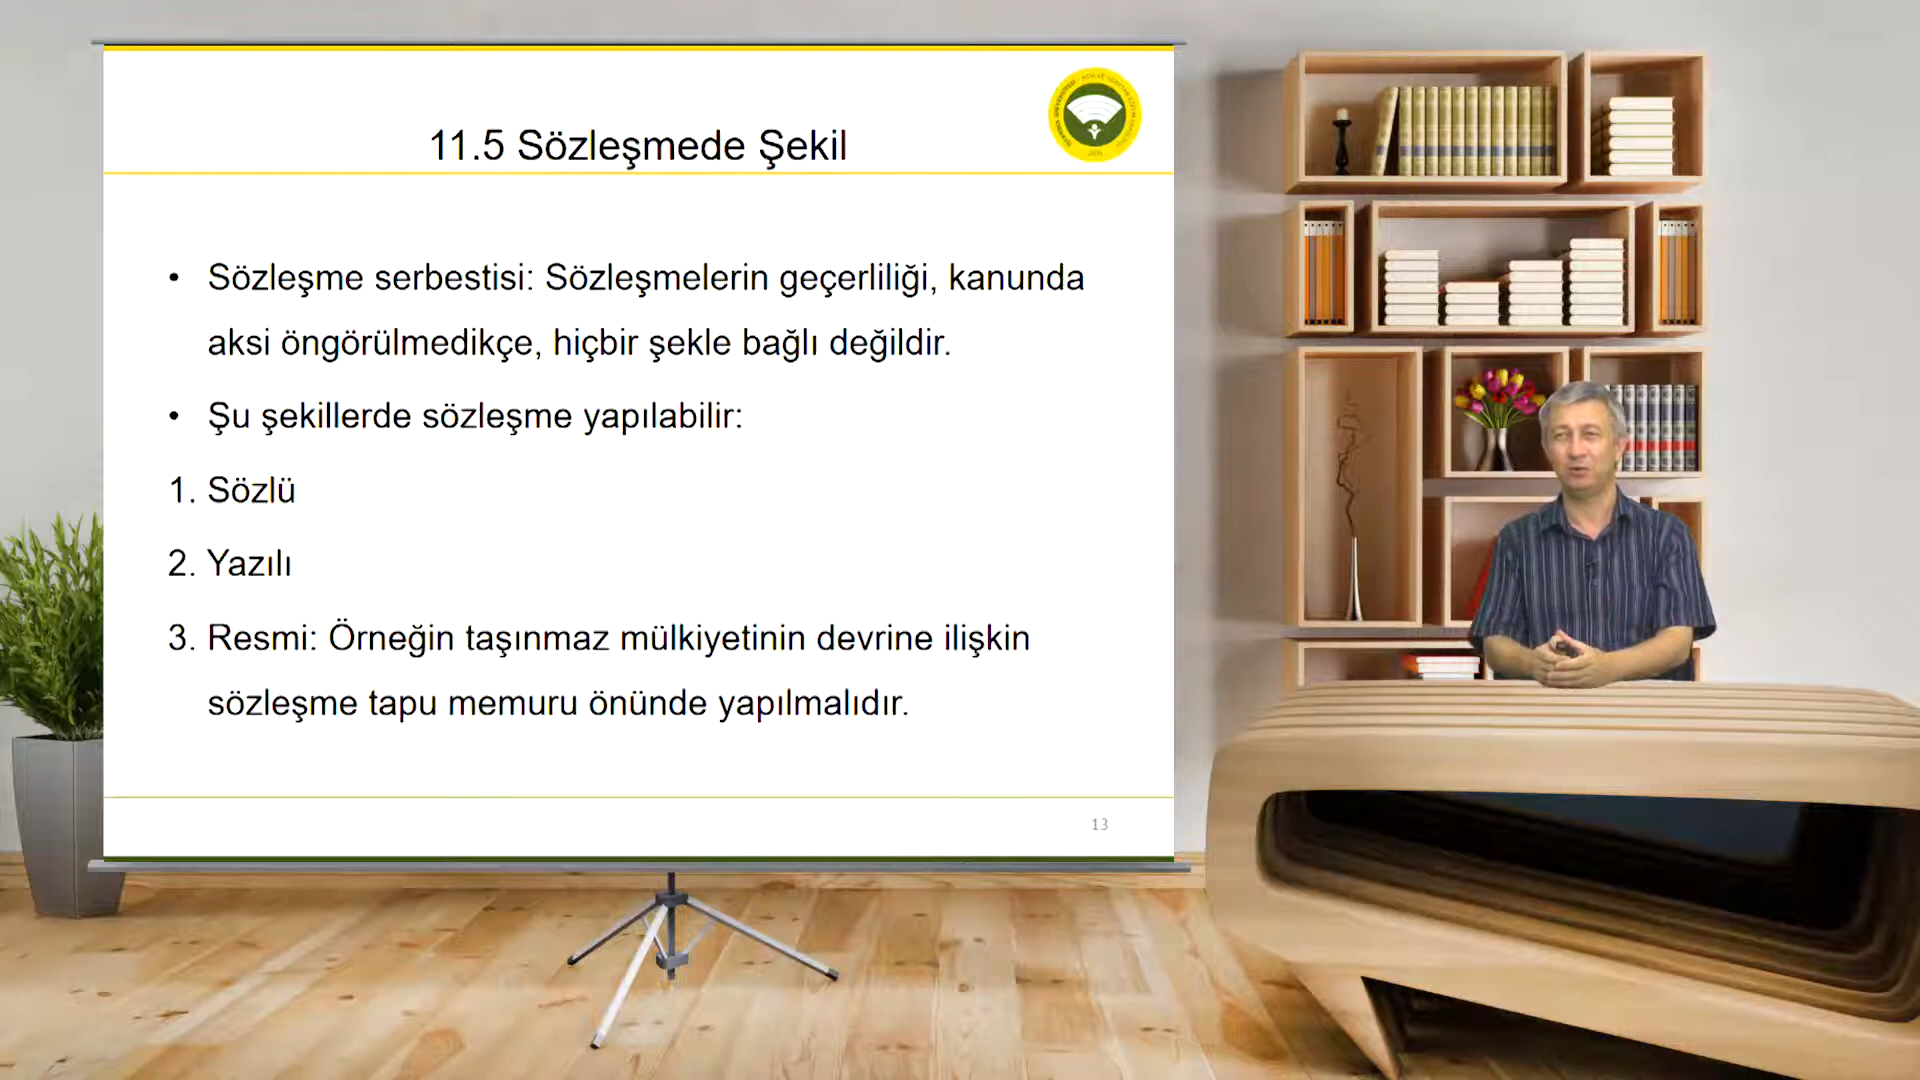 11.5 Sözleşmede Şekil
• Sözleşme serbestisi: Sözleşmelerin geçerliliği, kanunda
aksi öngörülmedikçe, hiçbir şekle bağlı değildir.
• Şu şekillerde sözleşme yapılabilir:
1. Sözlü
2. Yazılı
3. Resmi: Örneğin taşınmaz mülkiyetinin devrine ilişkin
sözleşme tapu memuru önünde yapılmalıdır.
13